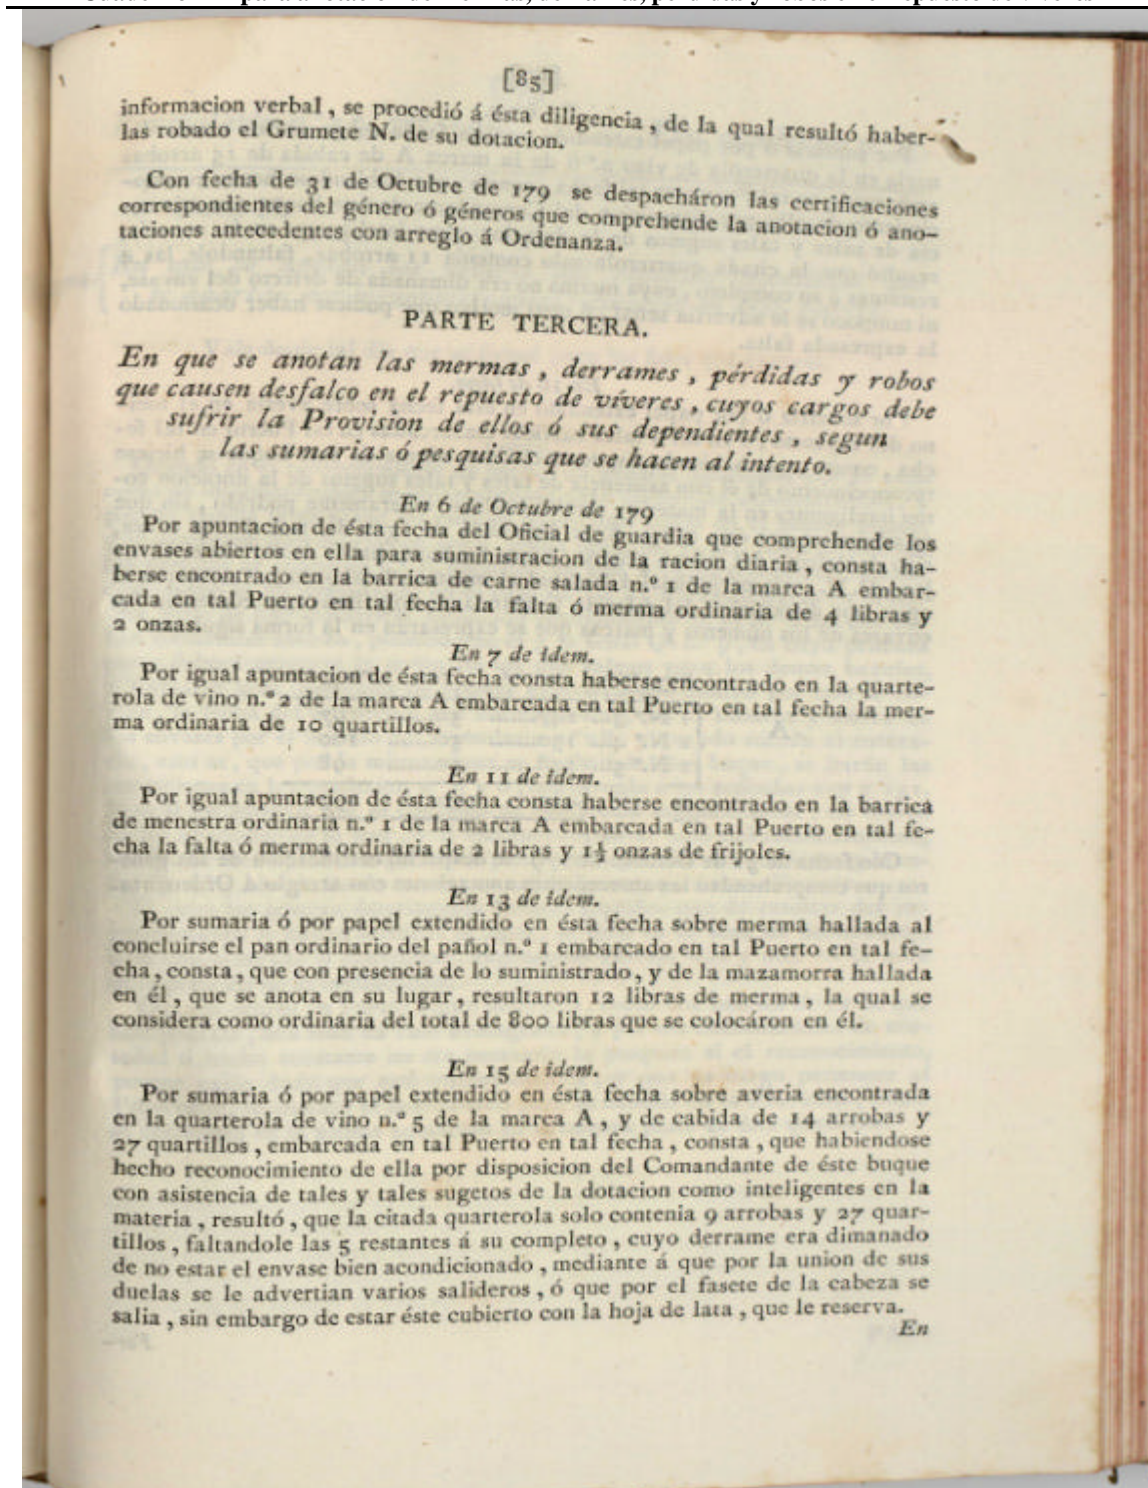 [85]
informacion verbal, se procedió á ésta diligencia, de la qual resultó haber-
las robado el Grumete N. de su dotacion.
Con fecha de 31 de Octubre de 179 se despacháron las certificaciones
correspondientes del género ó géneros que comprehende la anotacion ó ano-
taciones antecedentes con arreglo á Ordenanza.
PARTE TERCERA.
En que se anotan las mermas, derrames, pérdidas y robos
que causen desfalco en el repuesto de víveres, cuyos cargos debe
sufrir la Provision de ellos ó sus dependientes, segun
las sumarias ó pesquisas que se hacen al intento.
En 6 de Octubre de 179
Por apuntacion de ésta fecha del Oficial de guardia que comprehende los
envases abiertos en ella para suministracion de la racion diaria, consta ha-
berse encontrado en la barrica de carne salada n.º 1 de la marca A embar-
cada en tal Puerto en tal fecha la falta ó merma ordinaria de 4 libras y
2 onzas.
En 7 de idem.
Por igual apuntacion de ésta fecha consta haberse encontrado en la quarte-
rola de vino n.º 2 de la marca A embarcada en tal Puerto en tal fecha la mer-
ma ordinaria de 10 quartillos.
En 11 de idem.
Por igual apuntacion de ésta fecha consta haberse encontrado en la barrica
de menestra ordinaria n.º 1 de la marca A embarcada en tal Puerto en tal fe-
cha la falta ó merma ordinaria de 2 libras y 1½ onzas de frijoles.
En 13 de idem.
Por sumaria ó por papel extendido en ésta fecha sobre merma hallada al
concluirse el pan ordinario del pañol n.º 1 embarcado en tal Puerto en tal fe-
cha, consta, que con presencia de lo suministrado, y de la mazamorra hallada
en él, que se anota en su lugar, resultaron 12 libras de merma, la qual se
considera como ordinaria del total de 800 libras que se colocáron en él.
En 15 de idem.
Por sumaria ó por papel extendido en ésta fecha sobre averia encontrada
en la quarterola de vino n.º 5 de la marca A, y de cabida de 14 arrobas y
27 quartillos, embarcada en tal Puerto en tal fecha, consta, que habiendose
hecho reconocimiento de ella por disposicion del Comandante de éste buque
con asistencia de tales y tales sugetos de la dotacion como inteligentes en la
materia, resultó, que la citada quarterola solo contenia 9 arrobas y 27 quar-
tillos, faltandole las 5 restantes á su completo, cuyo derrame era dimanado
de no estar el envase bien acondicionado, mediante á que por la union de sus
duelas se le advertian varios salideros, ó que por el fasete de la cabeza se
salia, sin embargo de estar éste cubierto con la hoja de lata, que le reserva.
En